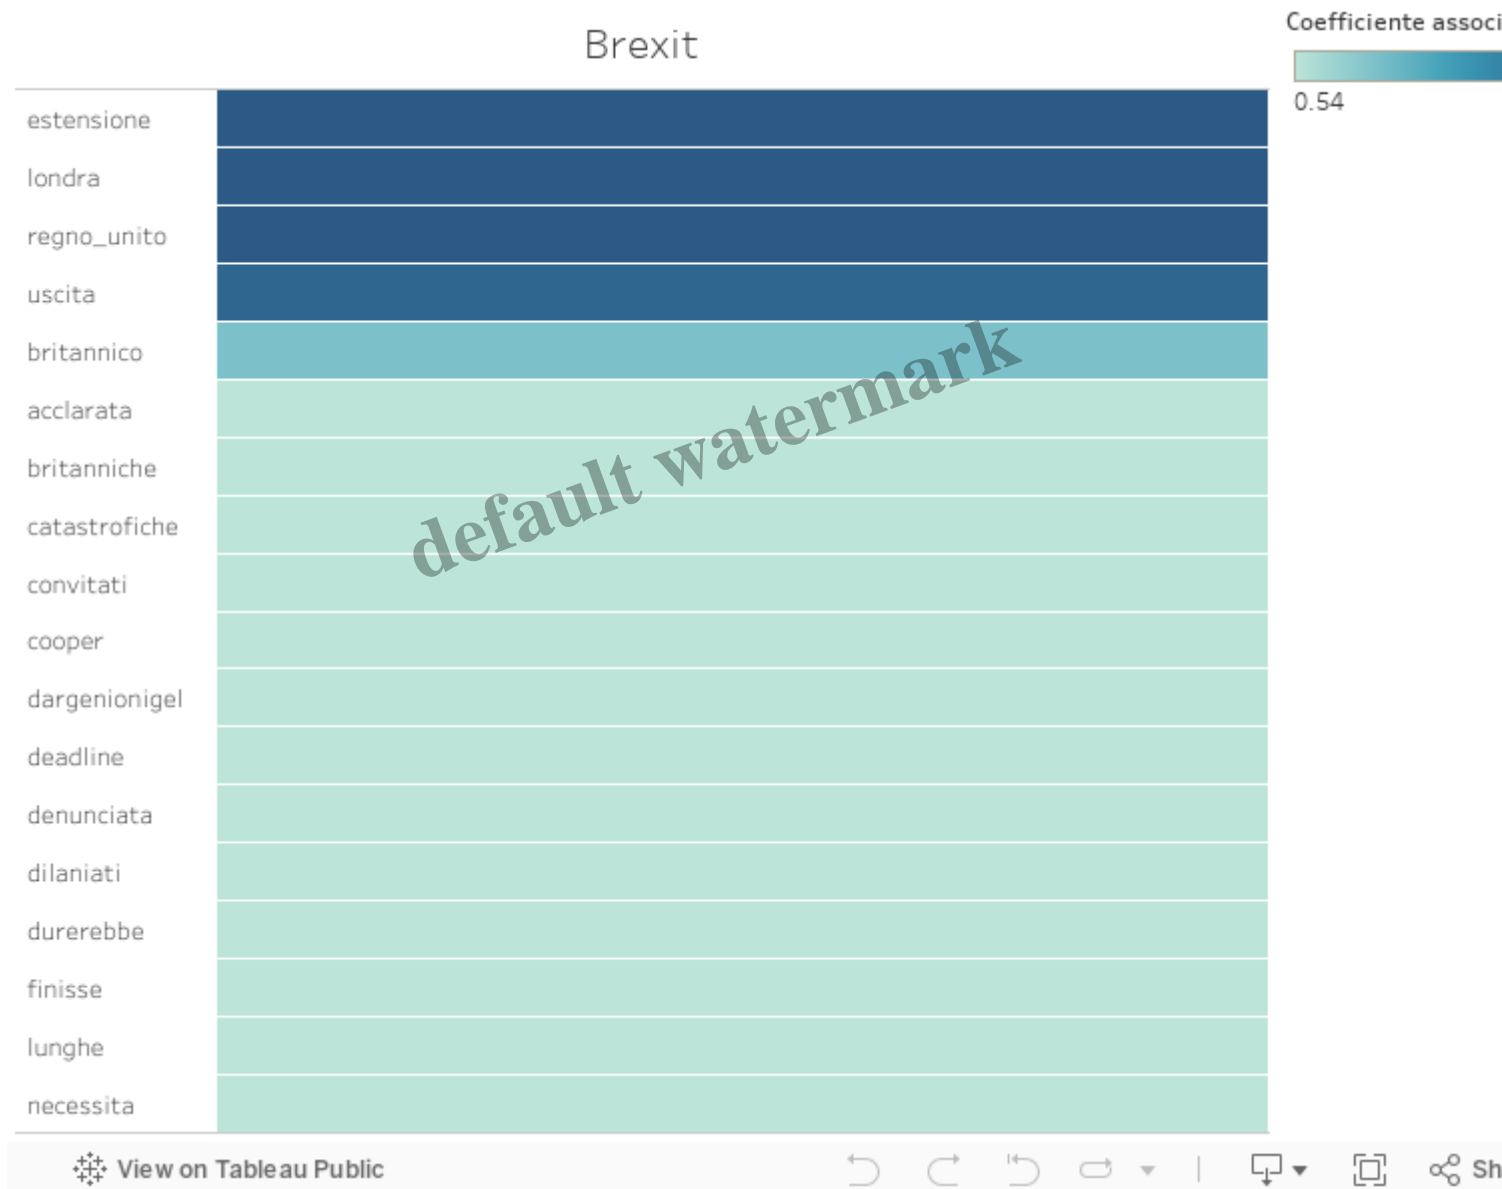 Brexit
Coefficiente associ
0.54
estensione
londra
regno_unito
uscita
britannico
acclarata
britanniche
catastrofiche
convitati
cooper
dargenionigel
deadline
denunciata
dilaniati
durerebbe
finisse
lunghe
necessita
default watermark
View on Tableau Public
Sh